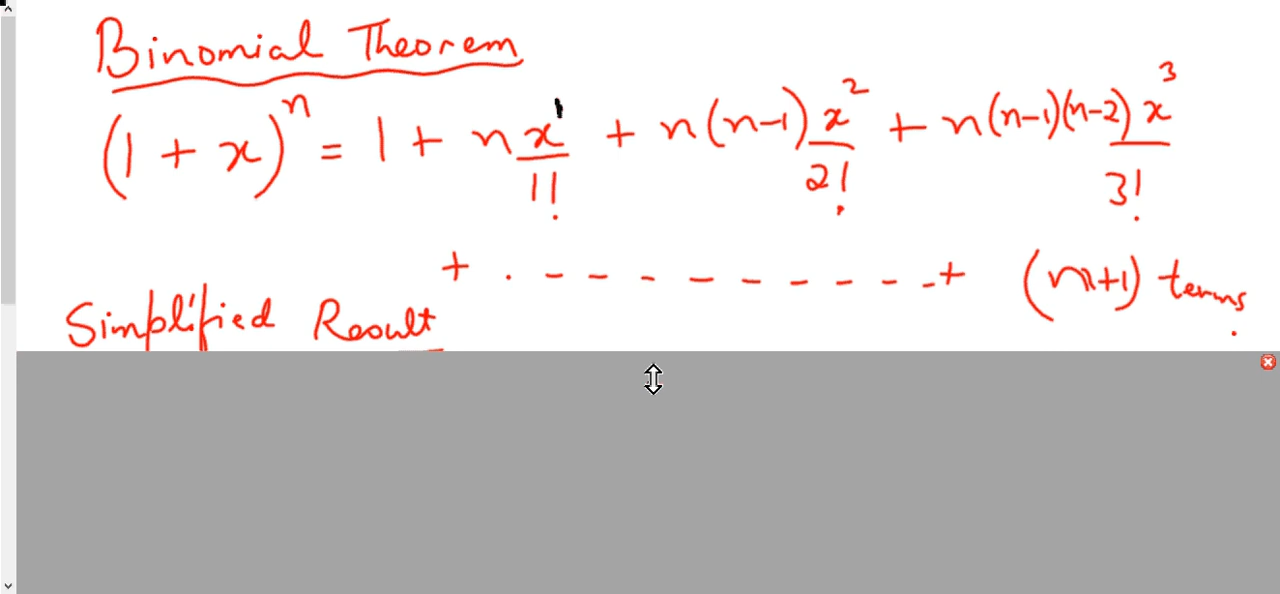 Binomial Theorem
(1 + x)^n = 1 + n x^1/1! + n(n-1) x^2/2! + n(n-1)(n-2) x^3/3!
+ . - - - - - - - - - - . + (n+1) terms.
Simplified Result